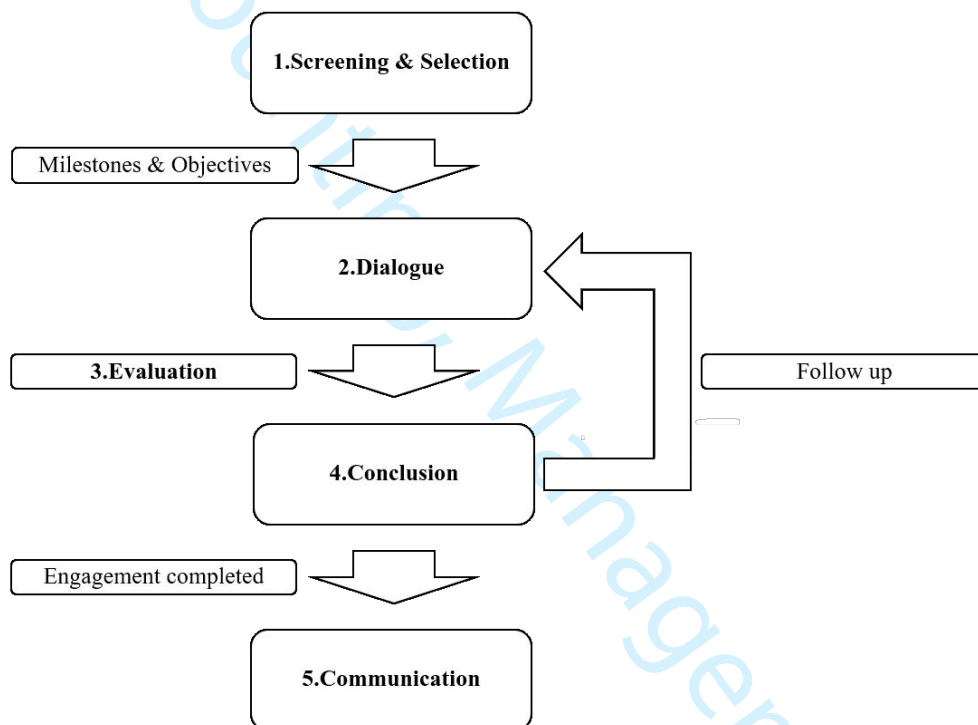 1.Screening & Selection
Milestones & Objectives
2.Dialogue
3.Evaluation
Follow up
4.Conclusion
Engagement completed
5.Communication